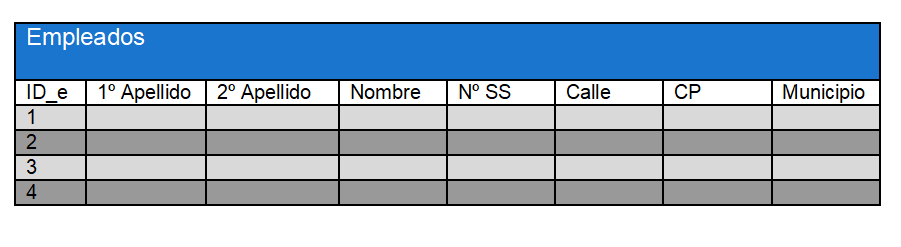 Empleados
ID_e 1º Apellido 2º Apellido Nombre Nº SS Calle CP Municipio
1
2
3
4